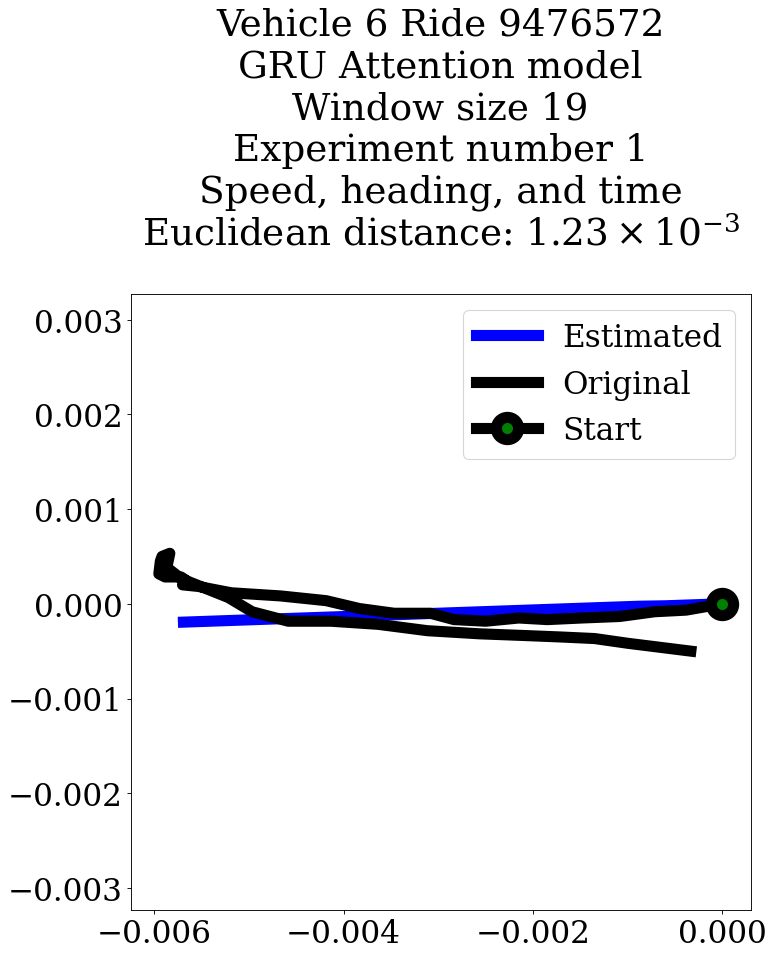 Vehicle 6 Ride 9476572
GRU Attention model
Window size 19
Experiment number 1
Speed, heading, and time
Euclidean distance: 1.23 × 10⁻³
Estimated
Original
Start
0.003
0.002
0.001
0.000
−0.001
−0.002
−0.003
−0.006 −0.004 −0.002 0.000